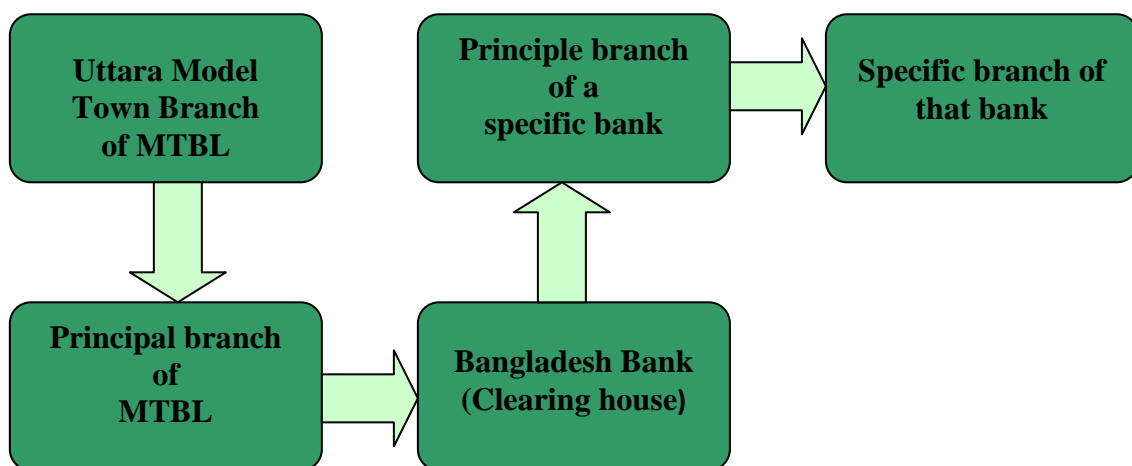 Uttara Model
Town Branch
of MTBL
Principal branch
of
MTBL
Bangladesh Bank
(Clearing house)
Principle branch
of a
specific bank
Specific branch of
that bank